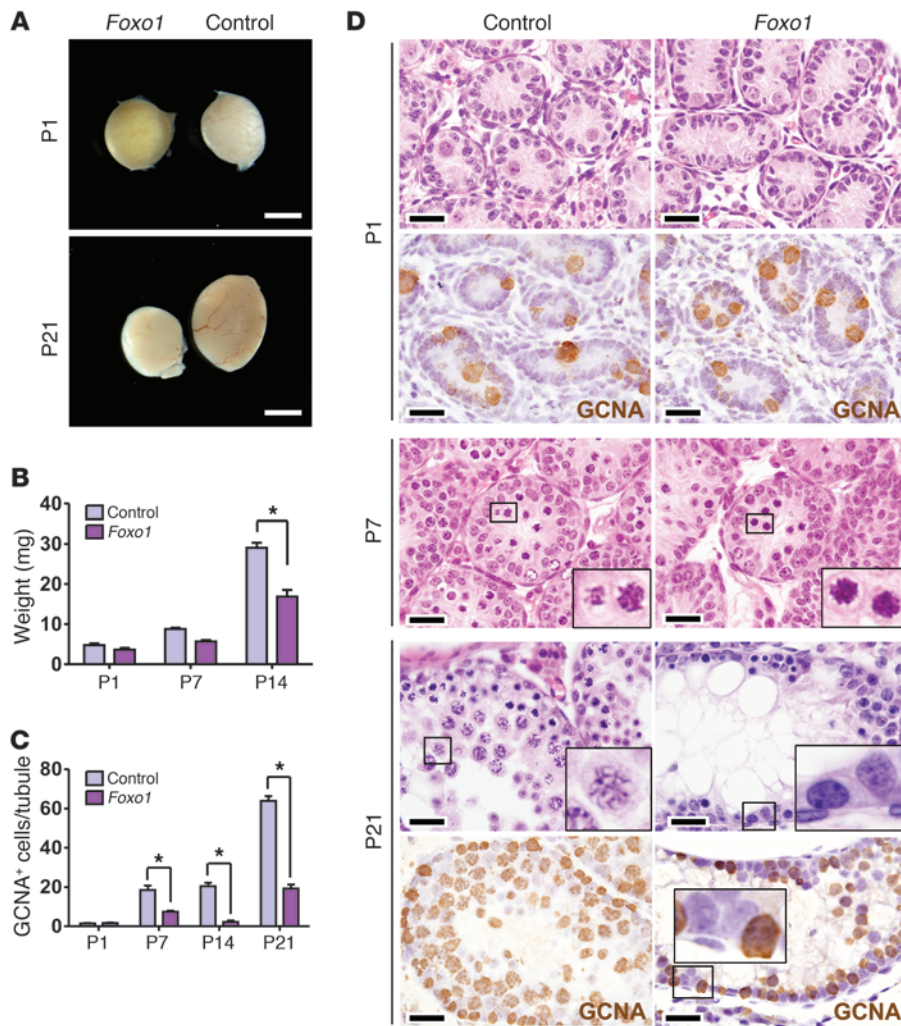 A
Foxo1 Control
P1
P21
B
Weight (mg)
40
30
20
10
0
Control
Foxo1
*
P1 P7 P14
C
GCNA⁺ cells/tubule
80
60
40
20
0
Control
Foxo1
* * *
P1 P7 P14 P21
D
Control Foxo1
P1
GCNA GCNA
P7
P21
GCNA GCNA